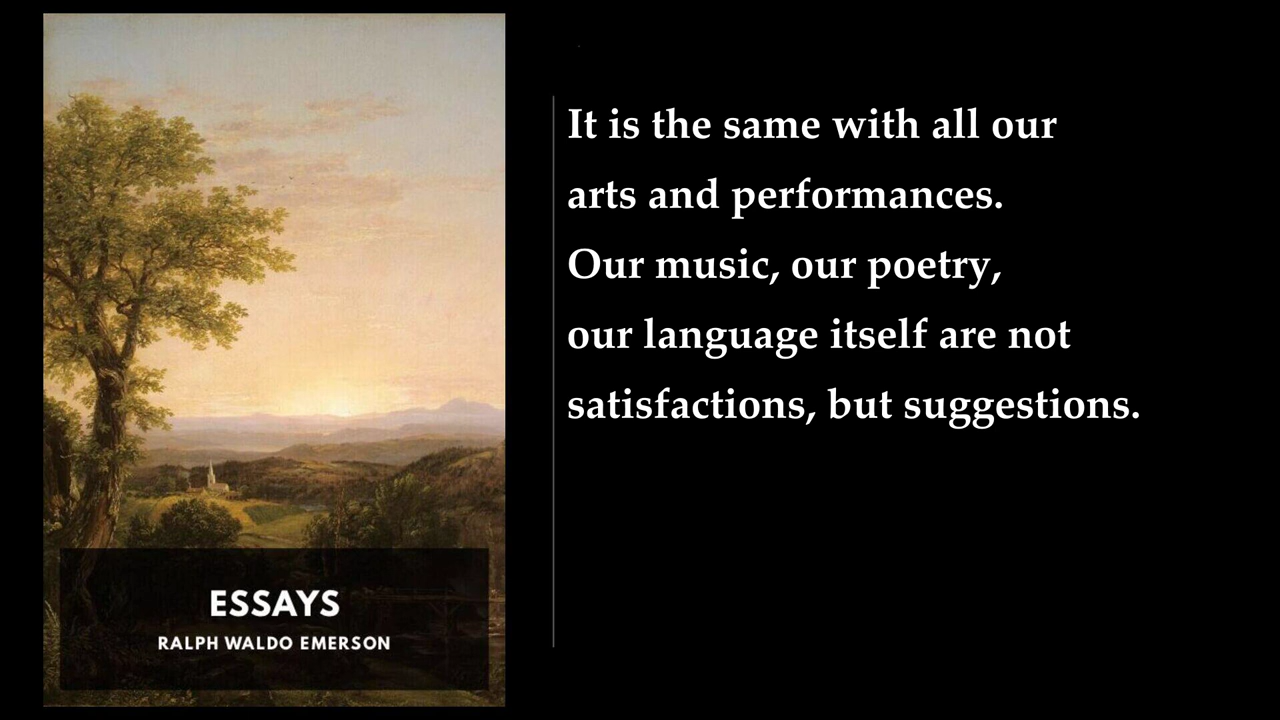 ESSAYS
RALPH WALDO EMERSON
It is the same with all our
arts and performances.
Our music, our poetry,
our language itself are not
satisfactions, but suggestions.